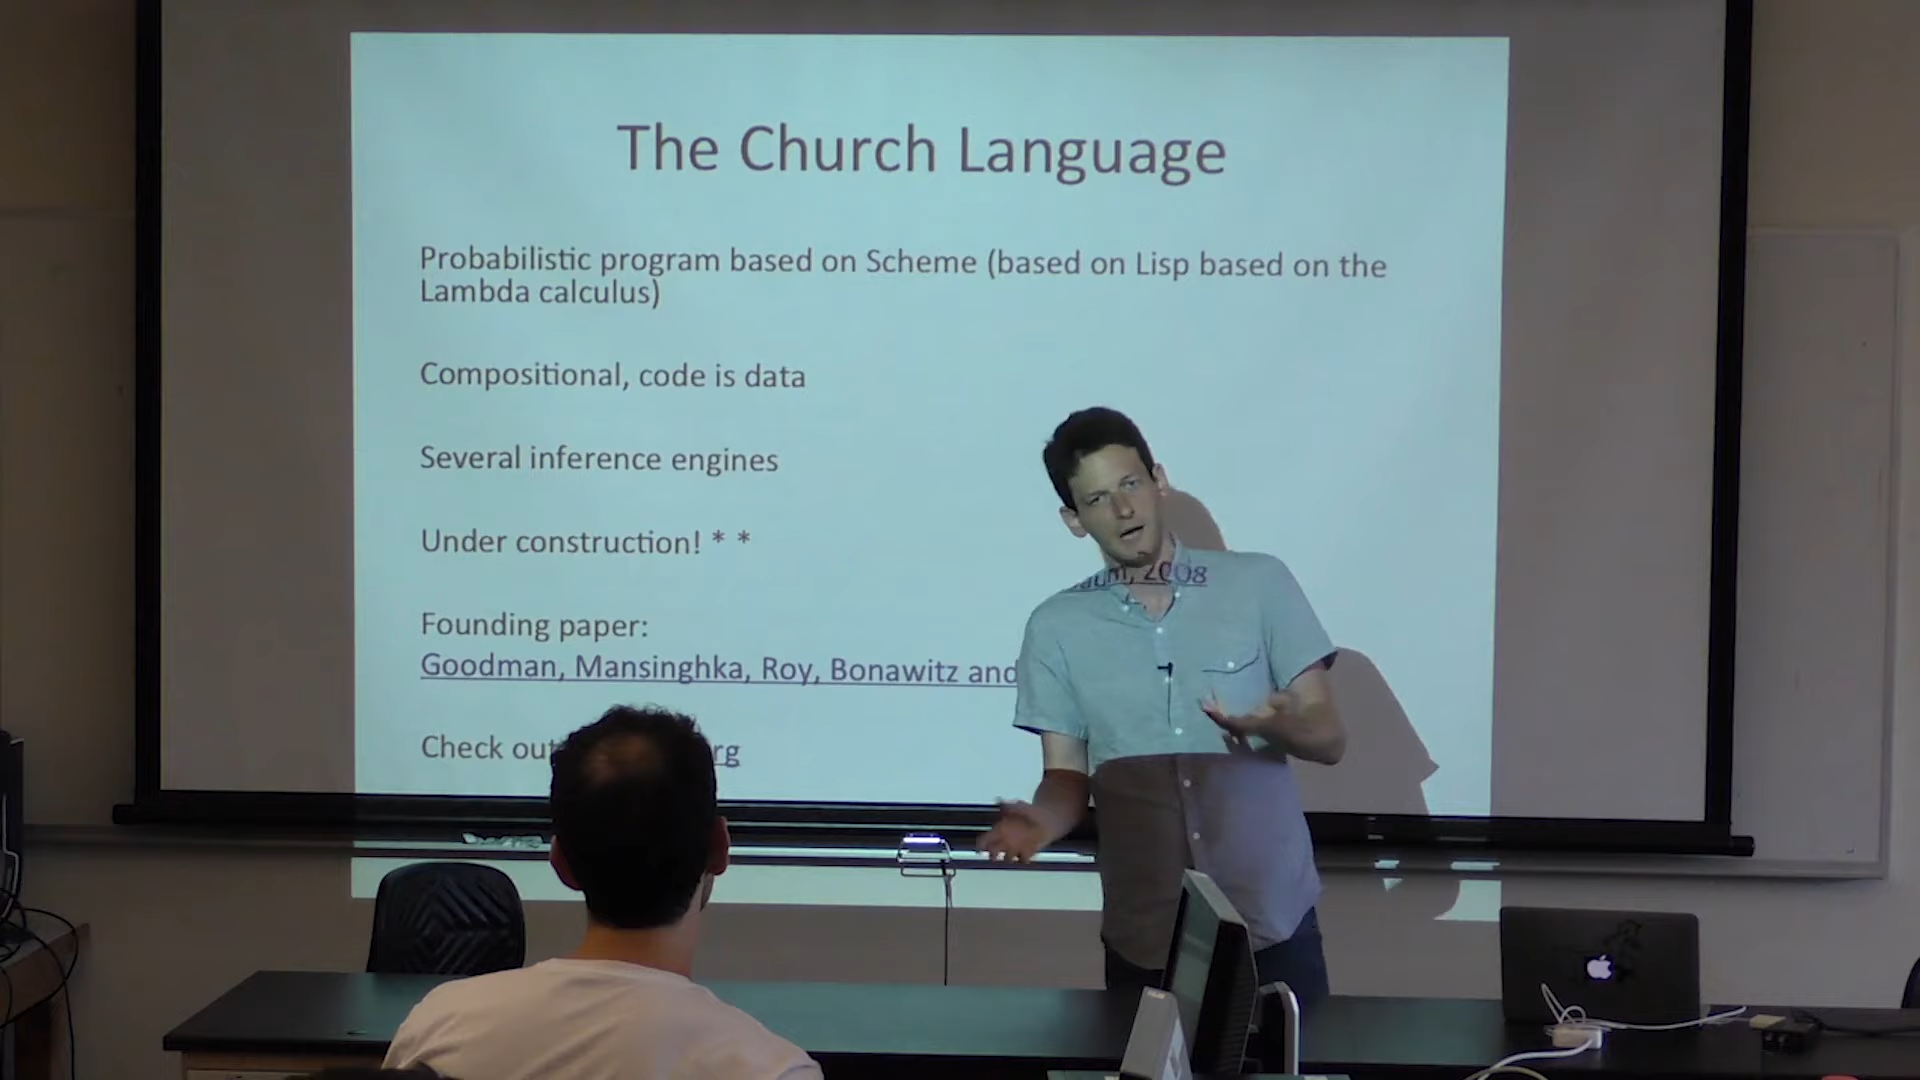 The Church Language
Probabilistic program based on Scheme (based on Lisp based on the
Lambda calculus)
Compositional, code is data
Several inference engines
Under construction! * *
Founding paper:
Goodman, Mansinghka, Roy, Bonawitz and 2008
Check out